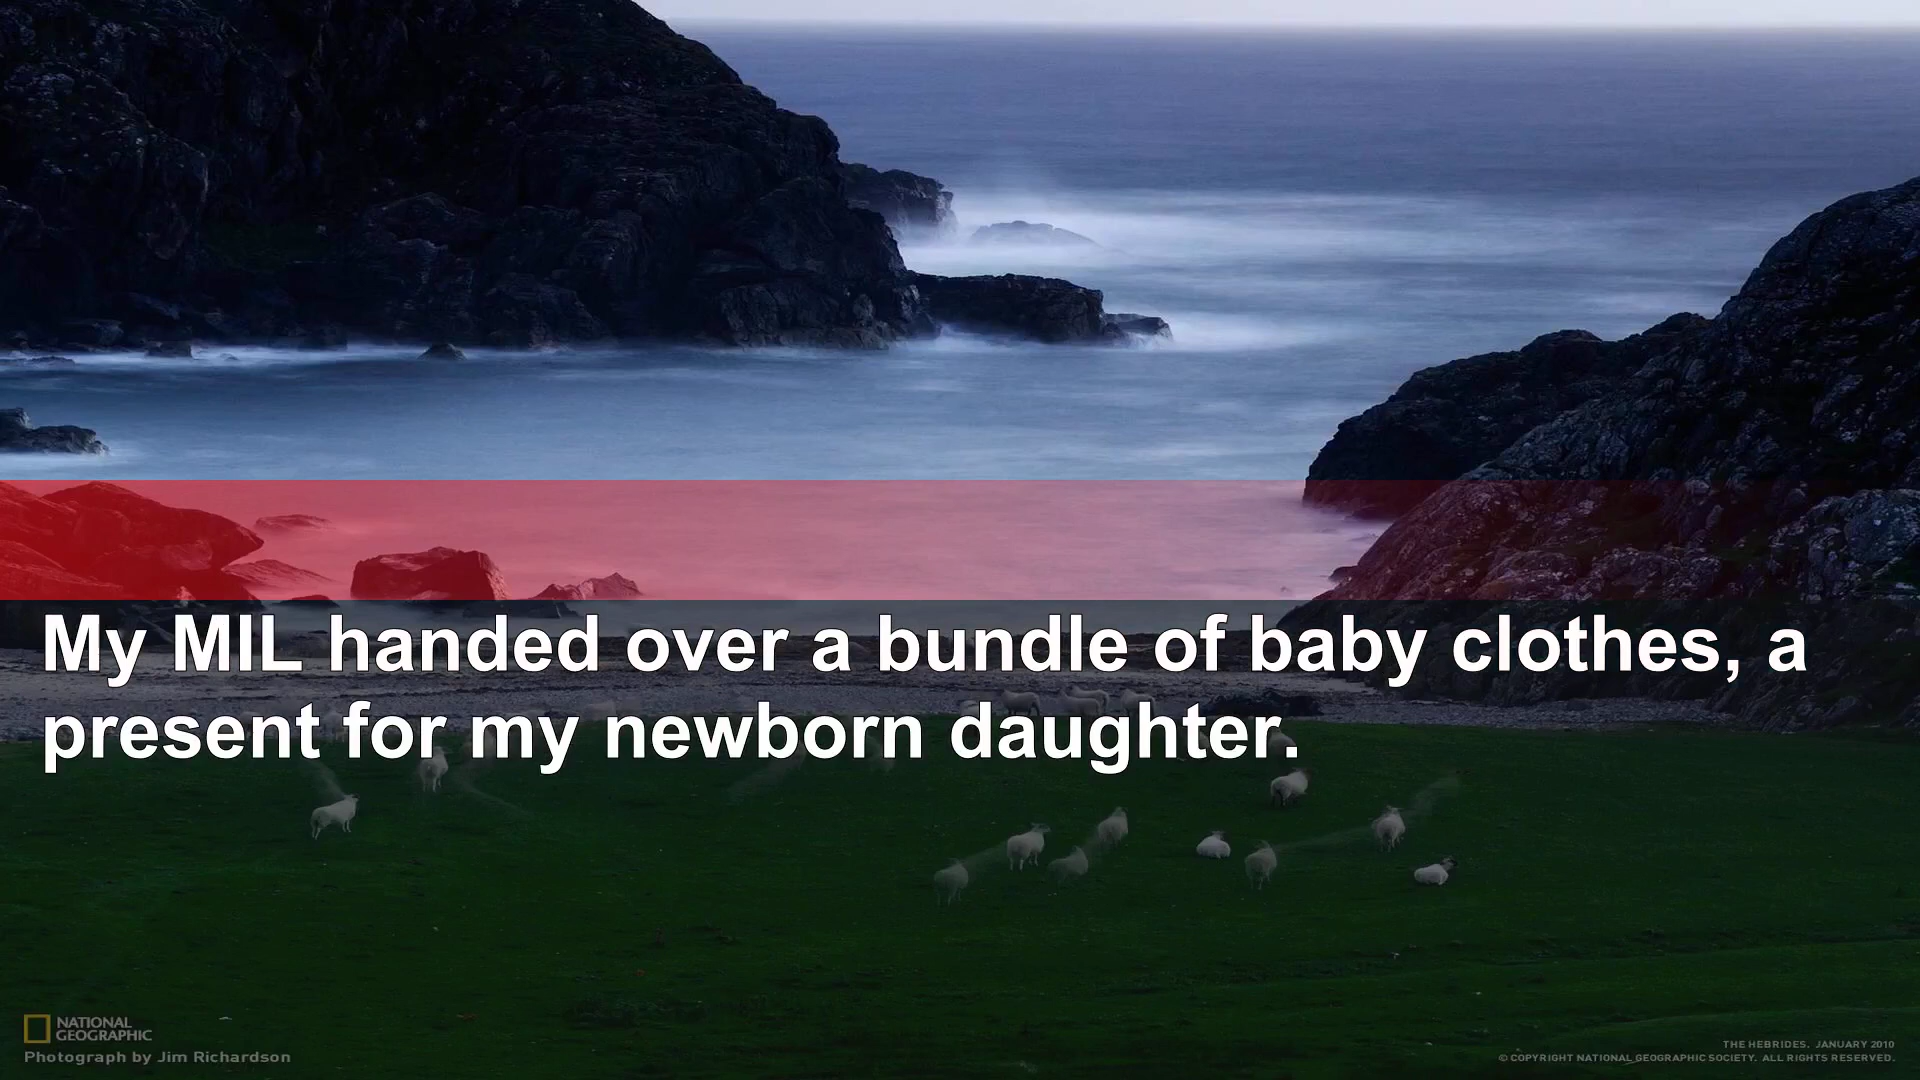 My MIL handed over a bundle of baby clothes, a
present for my newborn daughter.
NATIONAL
GEOGRAPHIC
Photograph by Jim Richardson
THE HEBRIDES. JANUARY 2010
© COPYRIGHT NATIONAL GEOGRAPHIC SOCIETY. ALL RIGHTS RESERVED.